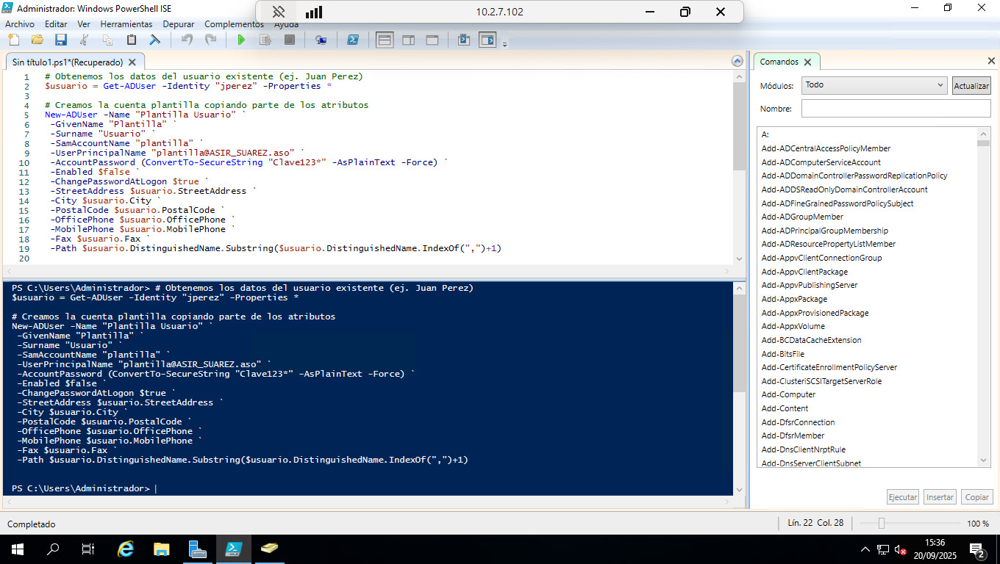 Administrador: Windows PowerShell ISE
10.2.7.102
Archivo Editar Ver Herramientas Depurar Complementos Ayuda
Sin título1.ps1*(Recuperado)
1 # Obtenemos los datos del usuario existente (ej. Juan Perez)
2 $usuario = Get-ADUser -Identity "jperez" -Properties *
3
4 # Creamos la cuenta plantilla copiando parte de los atributos
5 New-ADUser -Name "Plantilla Usuario" `
6 -GivenName "Plantilla" `
7 -Surname "Usuario" `
8 -SamAccountName "plantilla" `
9 -UserPrincipalName "plantilla@ASIR_SUAREZ.aso" `
10 -AccountPassword (ConvertTo-SecureString "Clave123*" -AsPlainText -Force) `
11 -Enabled $false `
12 -ChangePasswordAtLogon $true `
13 -StreetAddress $usuario.StreetAddress `
14 -City $usuario.City `
15 -PostalCode $usuario.PostalCode `
16 -OfficePhone $usuario.OfficePhone `
17 -MobilePhone $usuario.MobilePhone `
18 -Fax $usuario.Fax `
19 -Path $usuario.DistinguishedName.Substring($usuario.DistinguishedName.IndexOf(",")+1)
20
PS C:\Users\Administrador> # Obtenemos los datos del usuario existente (ej. Juan Perez)
$usuario = Get-ADUser -Identity "jperez" -Properties *
# Creamos la cuenta plantilla copiando parte de los atributos
New-ADUser -Name "Plantilla Usuario" `
-GivenName "Plantilla" `
-Surname "Usuario" `
-SamAccountName "plantilla" `
-UserPrincipalName "plantilla@ASIR_SUAREZ.aso" `
-AccountPassword (ConvertTo-SecureString "Clave123*" -AsPlainText -Force) `
-Enabled $false `
-ChangePasswordAtLogon $true `
-StreetAddress $usuario.StreetAddress `
-City $usuario.City `
-PostalCode $usuario.PostalCode `
-OfficePhone $usuario.OfficePhone `
-MobilePhone $usuario.MobilePhone `
-Fax $usuario.Fax `
-Path $usuario.DistinguishedName.Substring($usuario.DistinguishedName.IndexOf(",")+1)
PS C:\Users\Administrador>
Comandos
Módulos: Todo Actualizar
Nombre:
A:
Add-ADCentralAccessPolicyMember
Add-ADComputerServiceAccount
Add-ADDomainControllerPasswordReplicationPolicy
Add-ADDSReadOnlyDomainControllerAccount
Add-ADFineGrainedPasswordPolicySubject
Add-ADGroupMember
Add-ADPrincipalGroupMembership
Add-ADResourcePropertyListMember
Add-AppvClientConnectionGroup
Add-AppvClientPackage
Add-AppvPublishingServer
Add-AppxPackage
Add-AppxProvisionedPackage
Add-AppxVolume
Add-BCDataCacheExtension
Add-BitsFile
Add-CertificateEnrollmentPolicyServer
Add-ClusteriSCSITargetServerRole
Add-Computer
Add-Content
Add-DfsrConnection
Add-DfsrMember
Add-DnsClientNrptRule
Add-DnsServerClientSubnet
Ejecutar Insertar Copiar
Completado
Lín. 22 Col. 28
100 %
15:36
20/09/2025
2